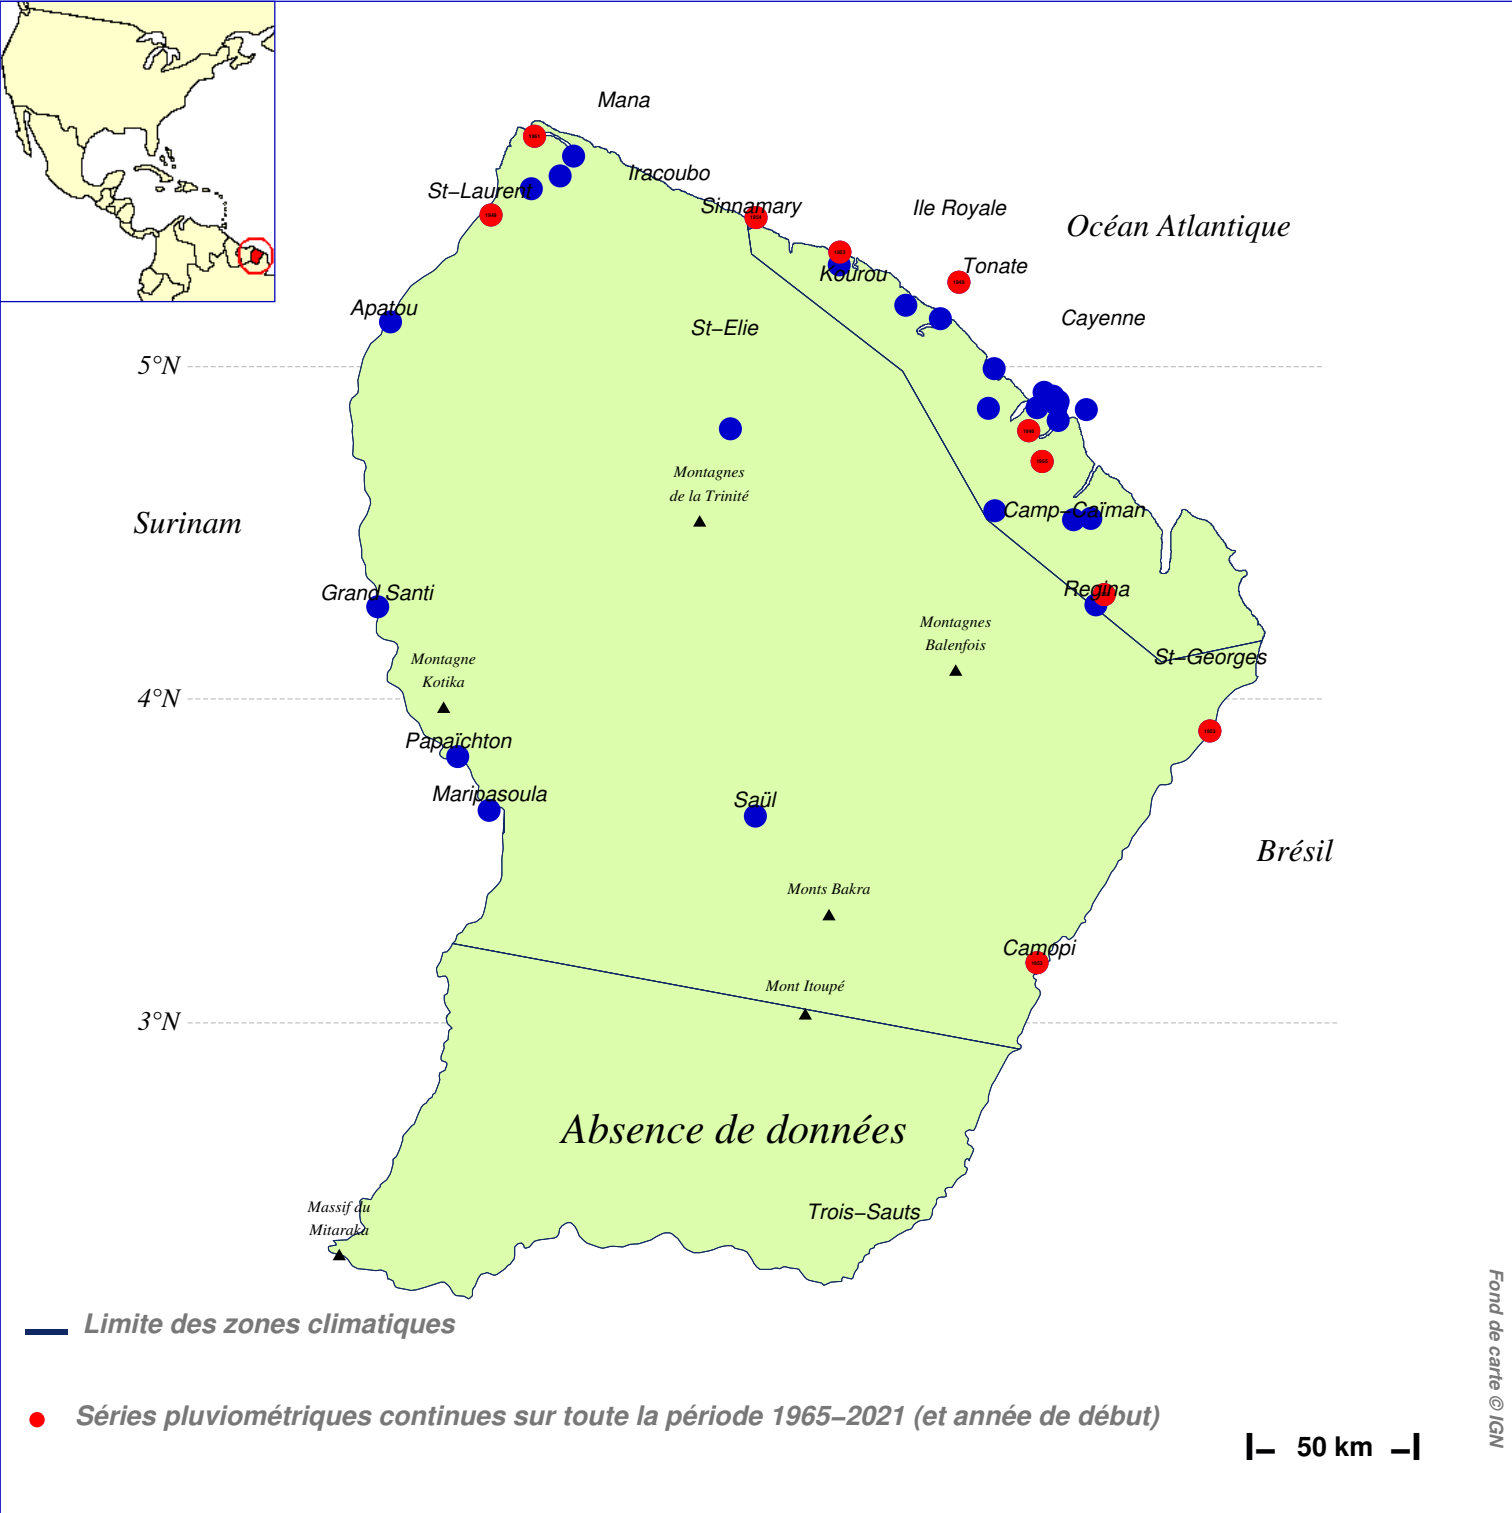 Mana
Iracoubo
St–Laurent
Sinnamary
Ile Royale
Océan Atlantique
Tonate
Kourou
Apatou
Cayenne
St–Elie
5°N
Montagnes
de la Trinité
Camp–Caïman
Surinam
Grand Santi
Regina
Montagnes
Balenfois
Montagne
Kotika
St–Georges
4°N
Papaïchton
Maripasoula
Saül
Brésil
Monts Bakra
Camopi
Mont Itoupé
3°N
Absence de données
Massif du
Mitaraka
Trois–Sauts
Limite des zones climatiques
Séries pluviométriques continues sur toute la période 1965–2021 (et année de début)
50 km
Fond de carte © IGN